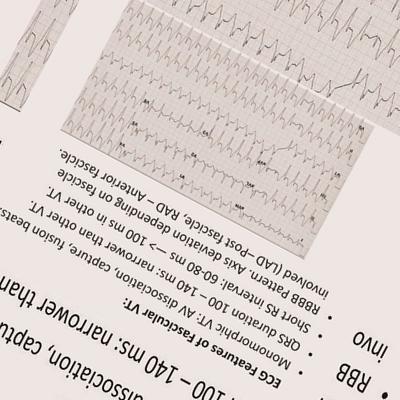 ECG Features of Fascicular VT:
Monomorphic VT: AV dissociation, capture, fusion beats.
QRS duration 100 – 140 ms: narrower than other VT.
Short RS interval: 60-80 ms —> 100 ms in other VT.
RBBB Pattern. Axis deviation depending on fascicle
involved (LAD) –Post fascicle, RAD – Anterior fascicle.
dissociation, captu
100 – 140 ms: narrower than
RBB
invo